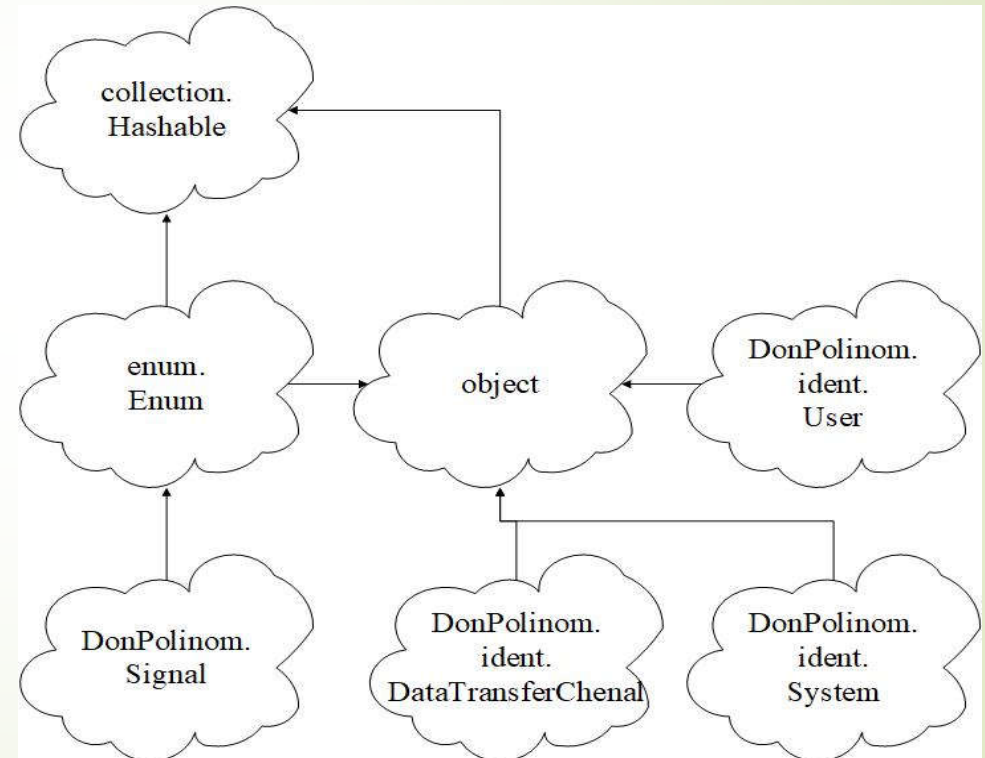 collection.
Hashable
enum.
Enum
object
DonPolinom.
ident.
User
DonPolinom.
Signal
DonPolinom.
ident.
DataTransferChenal
DonPolinom.
ident.
System